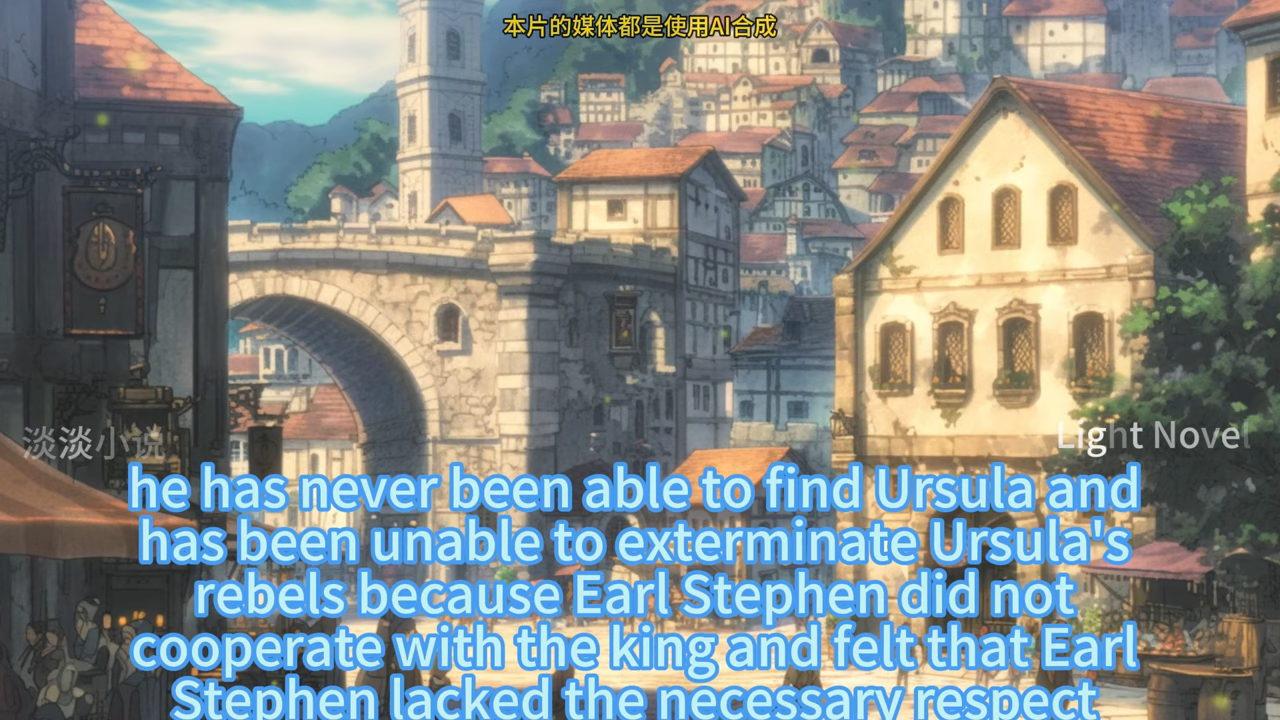 本片的媒体都是使用AI合成
淡淡小说
Light Novel
he has never been able to find Ursula and
has been unable to exterminate Ursula's
rebels because Earl Stephen did not
cooperate with the king and felt that Earl
Stephen lacked the necessary respect